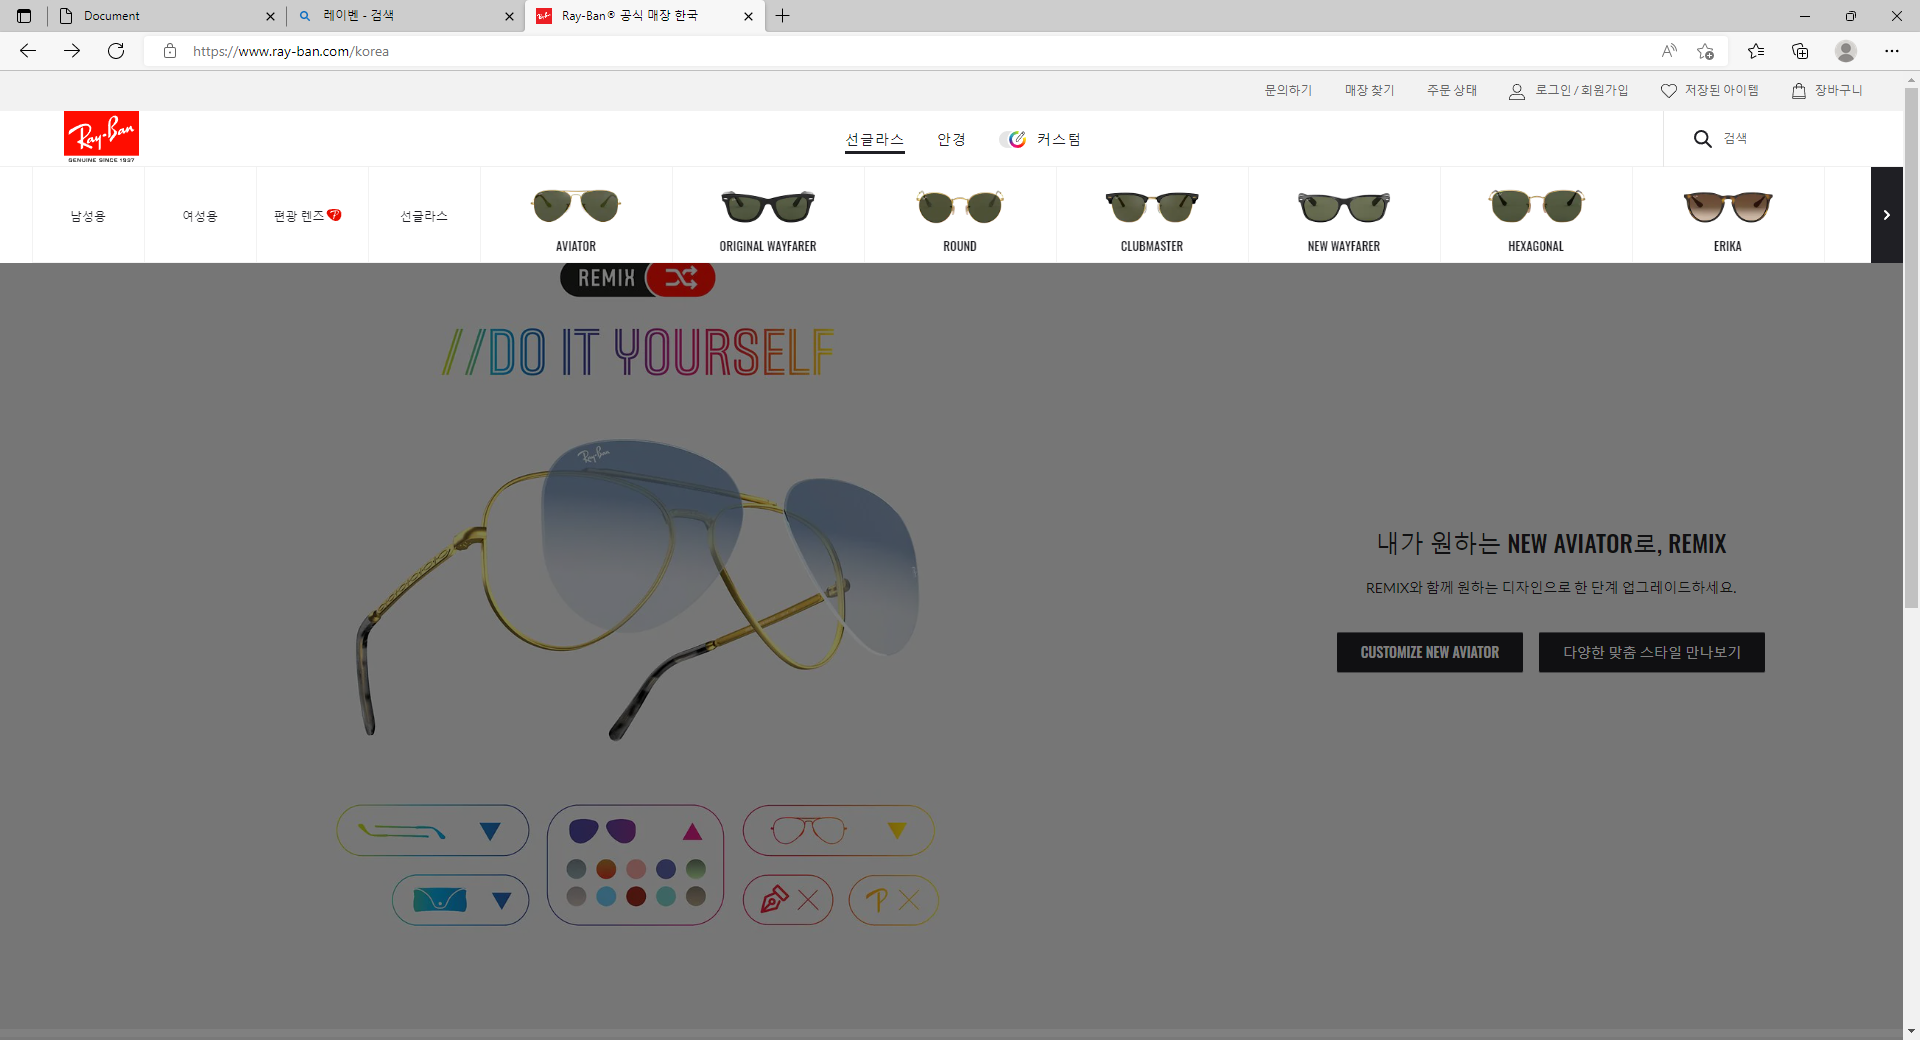 Document
레이벤 - 검색
Ray-Ban® 공식 매장 한국
https://www.ray-ban.com/korea
문의하기
매장 찾기
주문 상태
로그인 / 회원가입
저장된 아이템
장바구니
Ray-Ban
GENUINE SINCE 1937
선글라스
안경
커스텀
검색
남성용
여성용
편광 렌즈
선글라스
AVIATOR
ORIGINAL WAYFARER
ROUND
CLUBMASTER
NEW WAYFARER
HEXAGONAL
ERIKA
REMIX
//DO IT YOURSELF
Ray-Ban
내가 원하는 NEW AVIATOR로, REMIX
REMIX와 함께 원하는 디자인으로 한 단계 업그레이드하세요.
CUSTOMIZE NEW AVIATOR
다양한 맞춤 스타일 만나보기
P